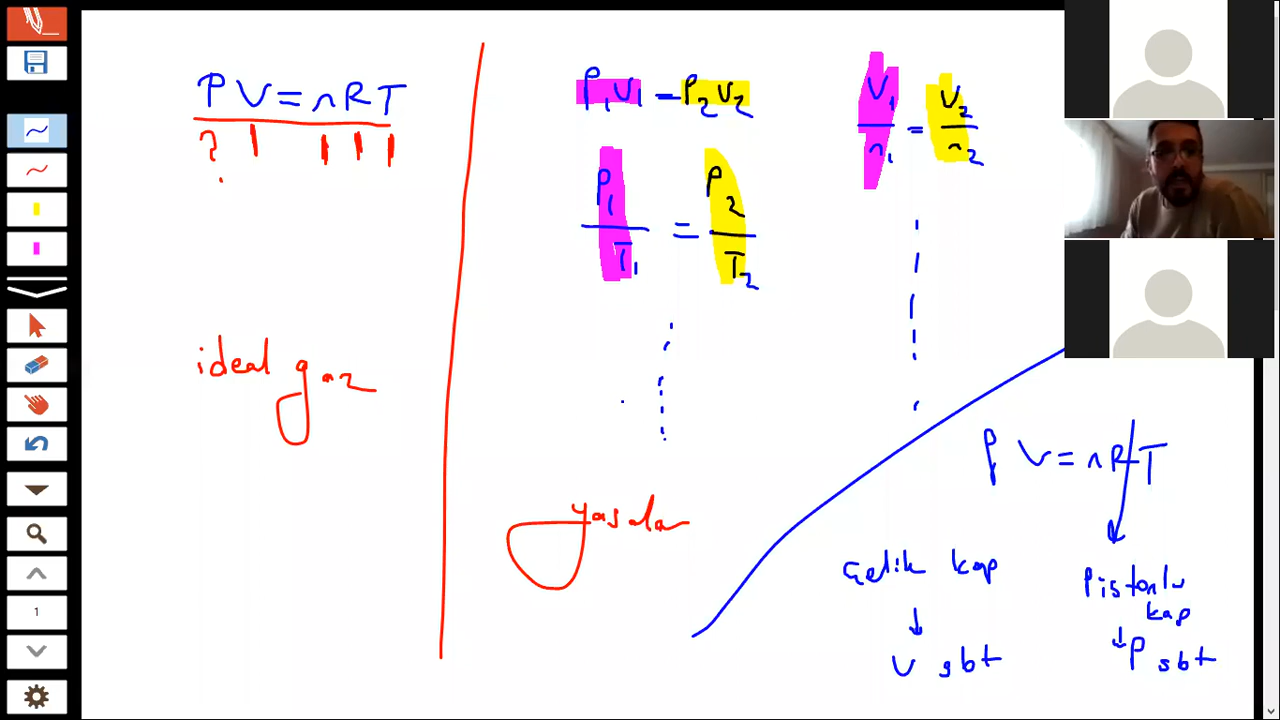 PV = nRT
?
ideal gaz
P₁V₁ = P₂V₂
P₁/T₁ = P₂/T₂
yasalar
V₁/n₁ = V₂/n₂
PV = nRT
Çelik kap
↓
V sbt
Pistonlu
kap
↓
P sbt
1